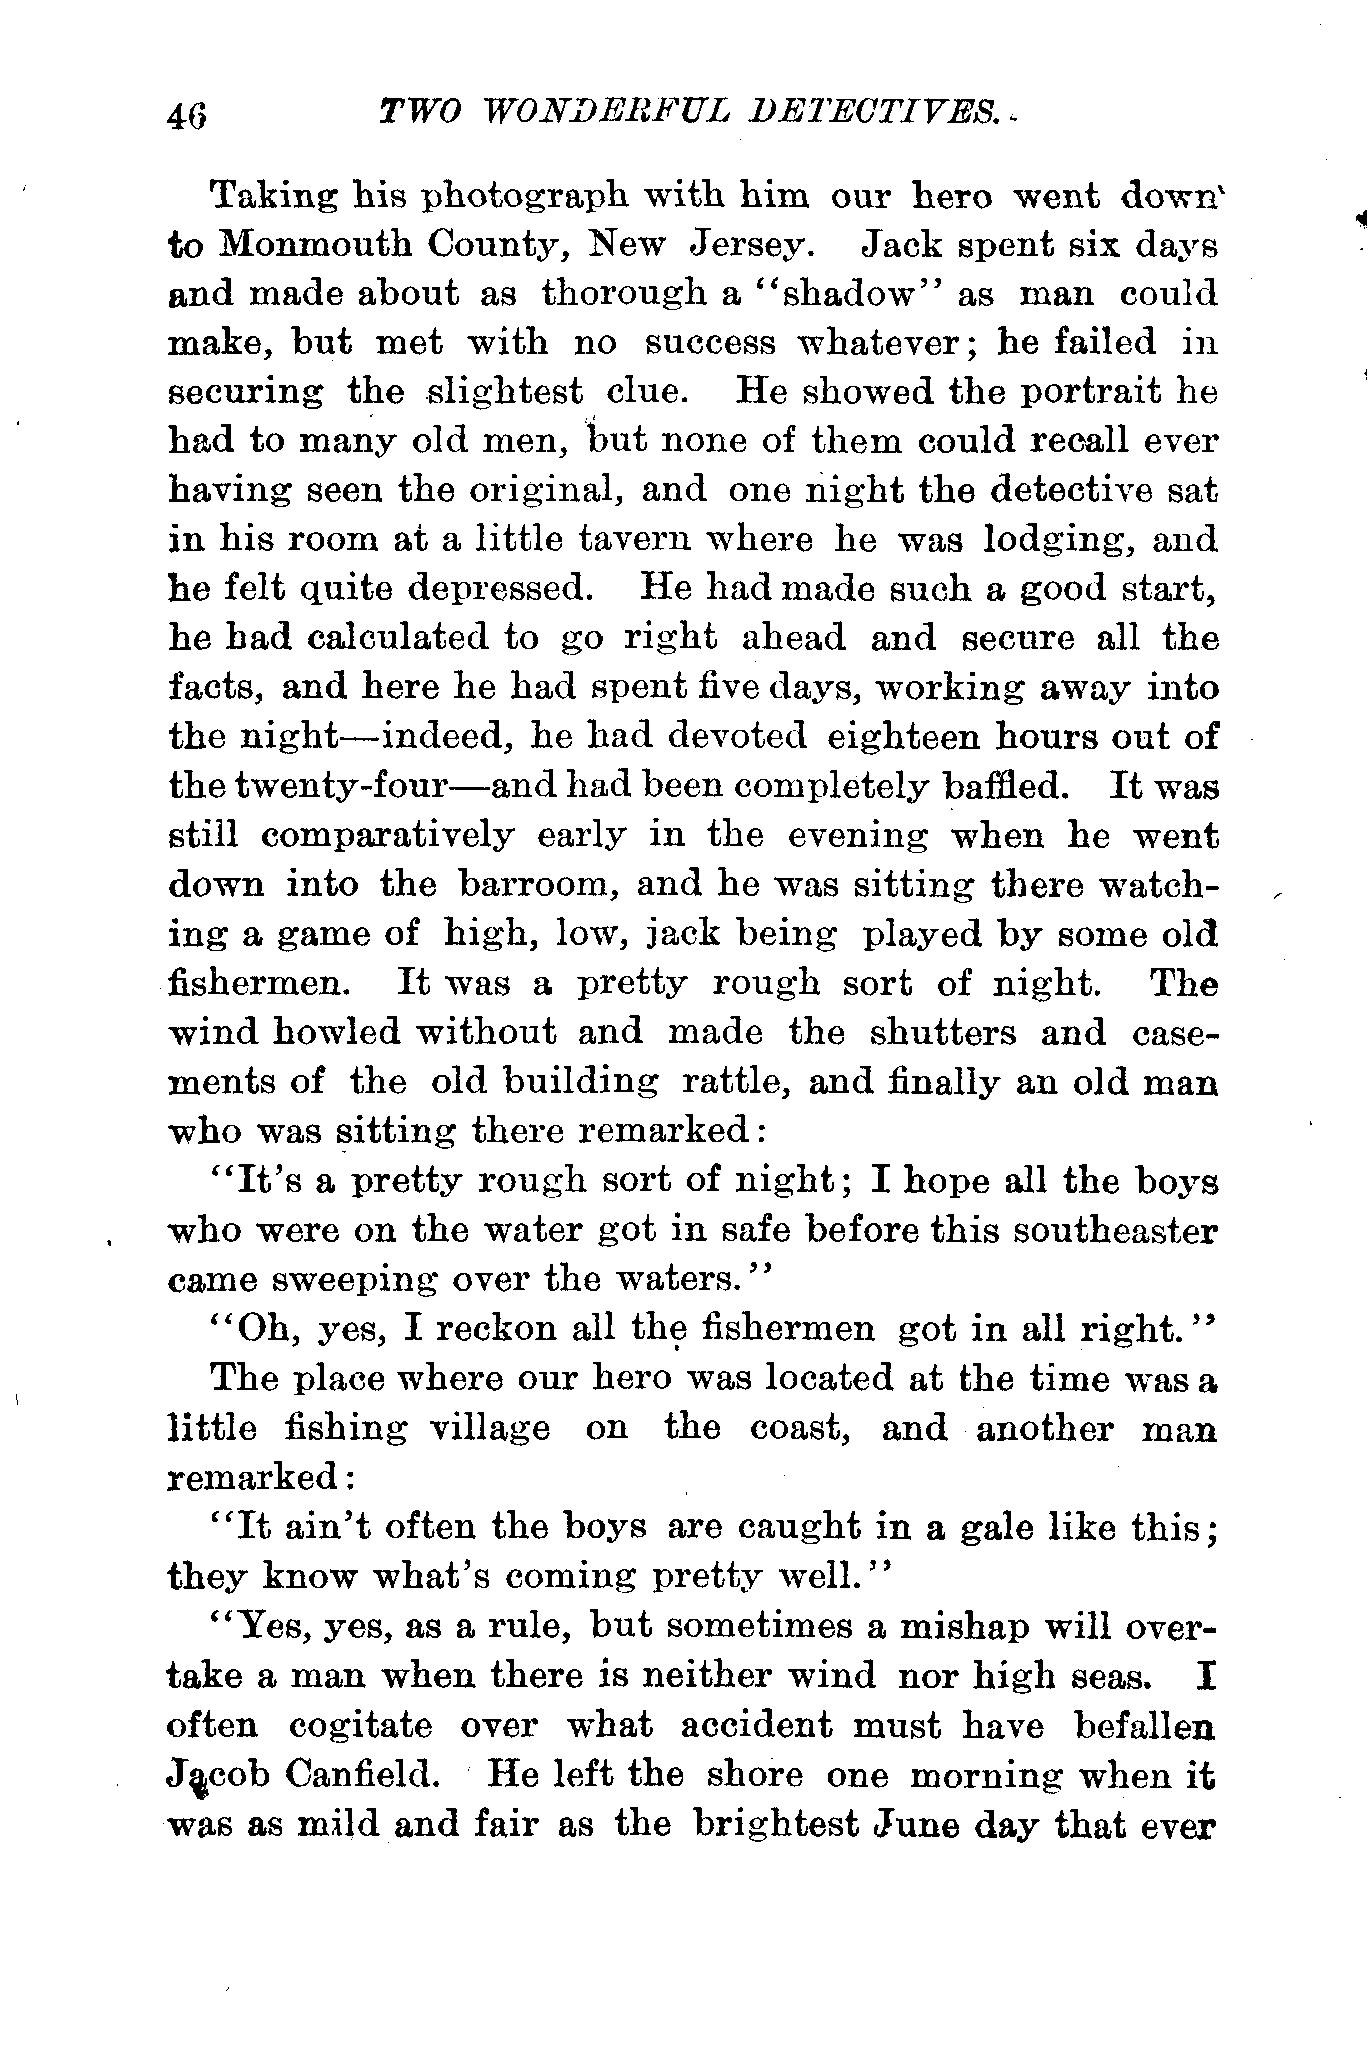 46 TWO WONDERFUL DETECTIVES.
Taking his photograph with him our hero went down
to Monmouth County, New Jersey. Jack spent six days
and made about as thorough a "shadow" as man could
make, but met with no success whatever; he failed in
securing the slightest clue. He showed the portrait he
had to many old men, but none of them could recall ever
having seen the original, and one night the detective sat
in his room at a little tavern where he was lodging, and
he felt quite depressed. He had made such a good start,
he had calculated to go right ahead and secure all the
facts, and here he had spent five days, working away into
the night—indeed, he had devoted eighteen hours out of
the twenty-four—and had been completely baffled. It was
still comparatively early in the evening when he went
down into the barroom, and he was sitting there watch-
ing a game of high, low, jack being played by some old
fishermen. It was a pretty rough sort of night. The
wind howled without and made the shutters and case-
ments of the old building rattle, and finally an old man
who was sitting there remarked:
"It's a pretty rough sort of night; I hope all the boys
who were on the water got in safe before this southeaster
came sweeping over the waters."
"Oh, yes, I reckon all the fishermen got in all right."
The place where our hero was located at the time was a
little fishing village on the coast, and another man
remarked:
"It ain't often the boys are caught in a gale like this;
they know what's coming pretty well."
"Yes, yes, as a rule, but sometimes a mishap will over-
take a man when there is neither wind nor high seas. I
often cogitate over what accident must have befallen
Jacob Canfield. He left the shore one morning when it
was as mild and fair as the brightest June day that ever